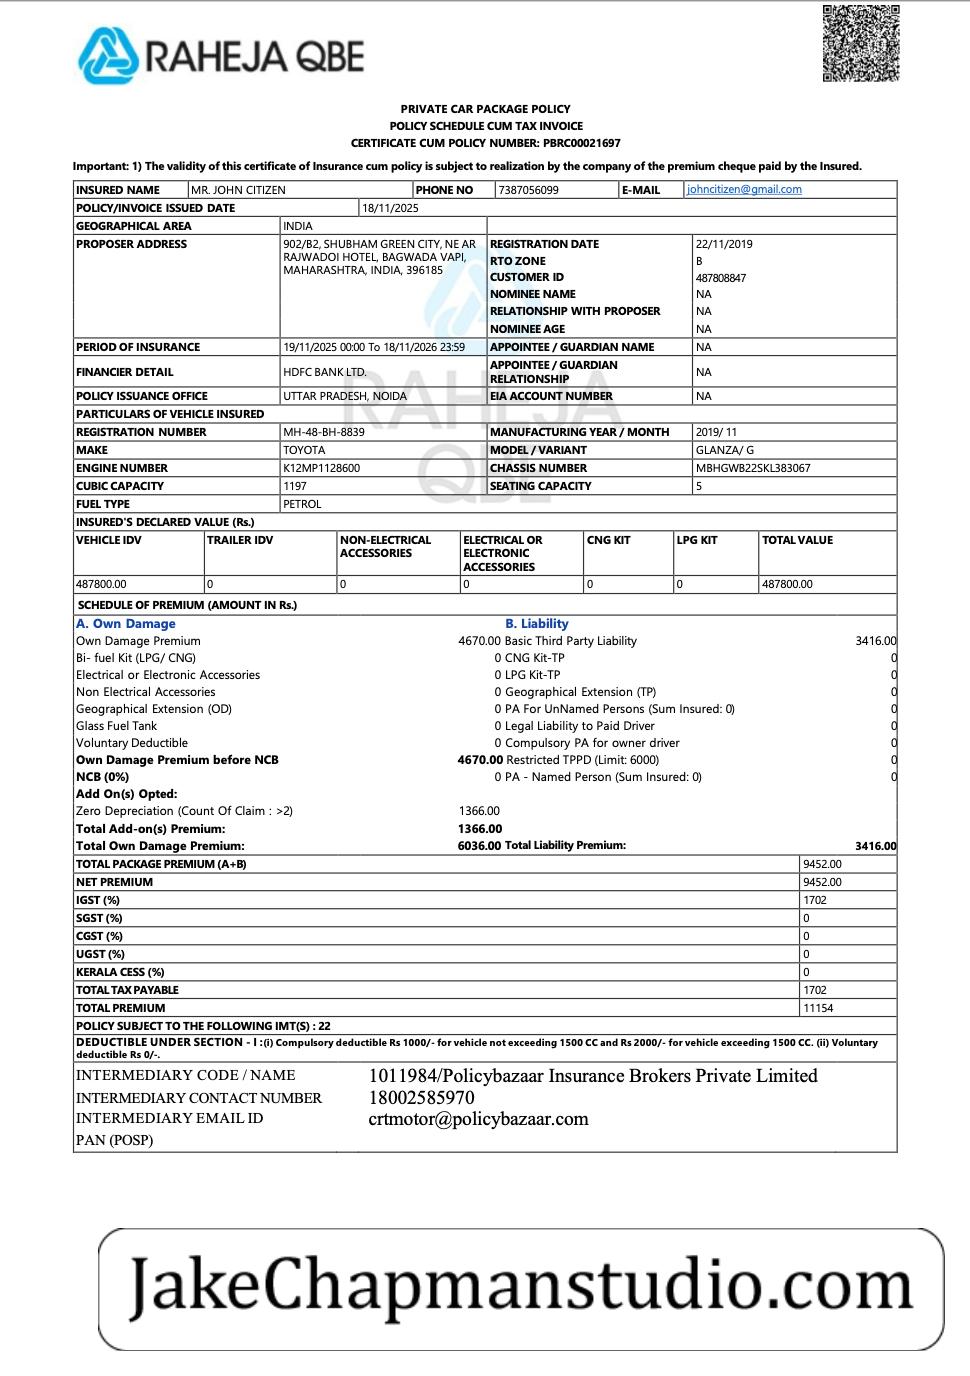 RAHEJA QBE
PRIVATE CAR PACKAGE POLICY
POLICY SCHEDULE CUM TAX INVOICE
CERTIFICATE CUM POLICY NUMBER: PBRC00021697
Important: 1) The validity of this certificate of Insurance cum policy is subject to realization by the company of the premium cheque paid by the Insured.
INSURED NAME MR. JOHN CITIZEN PHONE NO 7387056099 E-MAIL johncitizen@gmail.com
POLICY/INVOICE ISSUED DATE 18/11/2025
GEOGRAPHICAL AREA INDIA
PROPOSER ADDRESS 902/B2, SHUBHAM GREEN CITY, NE AR REGISTRATION DATE 22/11/2019
RAJWADOI HOTEL, BAGWADA VAPI, RTO ZONE B
MAHARASHTRA, INDIA, 396185 CUSTOMER ID 487808847
NOMINEE NAME NA
RELATIONSHIP WITH PROPOSER NA
NOMINEE AGE NA
PERIOD OF INSURANCE 19/11/2025 00:00 To 18/11/2026 23:59 APPOINTEE / GUARDIAN NAME NA
FINANCIER DETAIL HDFC BANK LTD. APPOINTEE / GUARDIAN RELATIONSHIP NA
POLICY ISSUANCE OFFICE UTTAR PRADESH, NOIDA EIA ACCOUNT NUMBER NA
RAHEJA
QBE
PARTICULARS OF VEHICLE INSURED
REGISTRATION NUMBER MH-48-BH-8839 MANUFACTURING YEAR / MONTH 2019/ 11
MAKE TOYOTA MODEL / VARIANT GLANZA/ G
ENGINE NUMBER K12MP1128600 CHASSIS NUMBER MBHGWB22SKL383067
CUBIC CAPACITY 1197 SEATING CAPACITY 5
FUEL TYPE PETROL
INSURED'S DECLARED VALUE (Rs.)
VEHICLE IDV TRAILER IDV NON-ELECTRICAL ACCESSORIES ELECTRICAL OR ELECTRONIC ACCESSORIES CNG KIT LPG KIT TOTAL VALUE
487800.00 0 0 0 0 0 487800.00
SCHEDULE OF PREMIUM (AMOUNT IN Rs.)
A. Own Damage B. Liability
Own Damage Premium 4670.00 Basic Third Party Liability 3416.00
Bi- fuel Kit (LPG/ CNG) 0 CNG Kit-TP 0
Electrical or Electronic Accessories 0 LPG Kit-TP 0
Non Electrical Accessories 0 Geographical Extension (TP) 0
Geographical Extension (OD) 0 PA For UnNamed Persons (Sum Insured: 0) 0
Glass Fuel Tank 0 Legal Liability to Paid Driver 0
Voluntary Deductible 0 Compulsory PA for owner driver 0
Own Damage Premium before NCB 4670.00 Restricted TPPD (Limit: 6000) 0
NCB (0%) 0 PA - Named Person (Sum Insured: 0) 0
Add On(s) Opted:
Zero Depreciation (Count Of Claim : >2) 1366.00
Total Add-on(s) Premium: 1366.00
Total Own Damage Premium: 6036.00 Total Liability Premium: 3416.00
TOTAL PACKAGE PREMIUM (A+B) 9452.00
NET PREMIUM 9452.00
IGST (%) 1702
SGST (%) 0
CGST (%) 0
UGST (%) 0
KERALA CESS (%) 0
TOTAL TAX PAYABLE 1702
TOTAL PREMIUM 11154
POLICY SUBJECT TO THE FOLLOWING IMT(S) : 22
DEDUCTIBLE UNDER SECTION - I :(i) Compulsory deductible Rs 1000/- for vehicle not exceeding 1500 CC and Rs 2000/- for vehicle exceeding 1500 CC. (ii) Voluntary
deductible Rs 0/-.
INTERMEDIARY CODE / NAME 1011984/Policybazaar Insurance Brokers Private Limited
INTERMEDIARY CONTACT NUMBER 18002585970
INTERMEDIARY EMAIL ID crtmotor@policybazaar.com
PAN (POSP)
JakeChapmanstudio.com